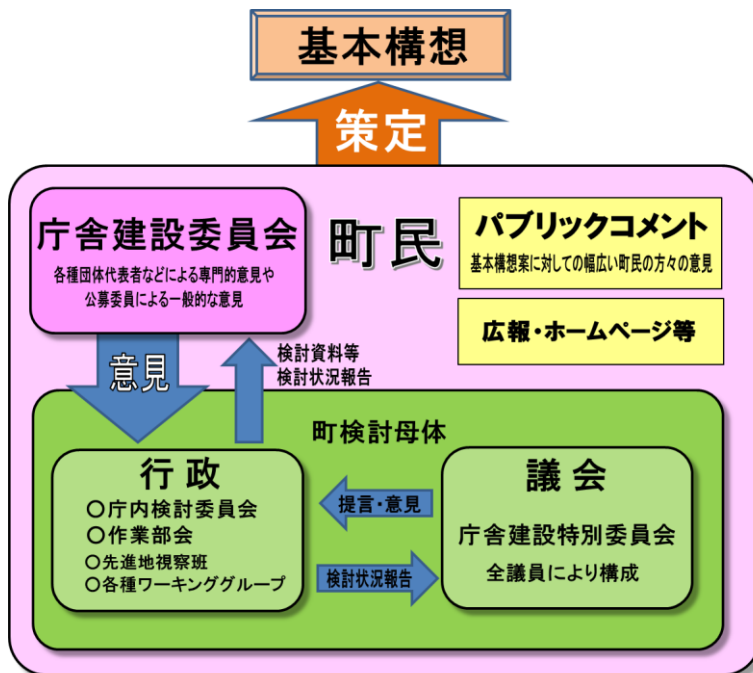 基本構想
策定
庁舎建設委員会
各種団体代表者などによる専門的意見や
公募委員による一般的な意見
町民
パブリックコメント
基本構想案に対しての幅広い町民の方々の意見
広報・ホームページ等
意見
検討資料等
検討状況報告
町検討母体
行政
○庁内検討委員会
○作業部会
○先進地視察班
○各種ワーキンググループ
提言・意見
検討状況報告
議会
庁舎建設特別委員会
全議員により構成